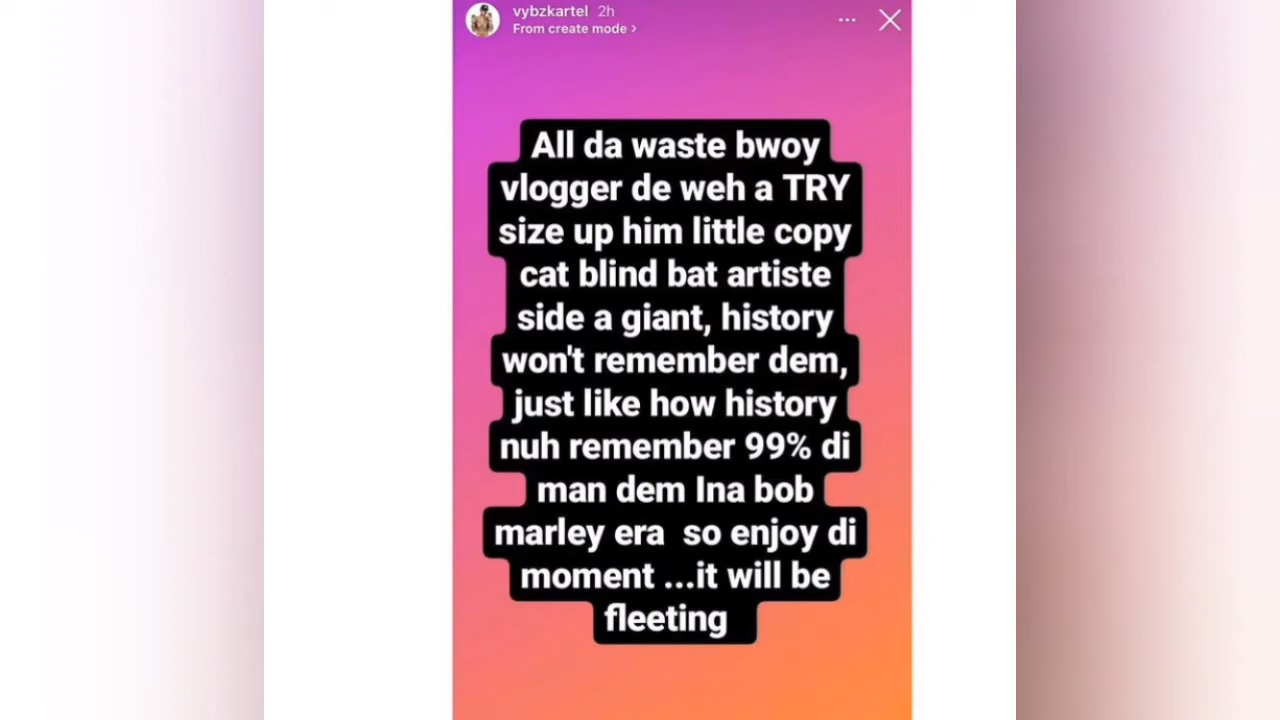 vybzkartel 2h
From create mode >
All da waste bwoy
vlogger de weh a TRY
size up him little copy
cat blind bat artiste
side a giant, history
won't remember dem,
just like how history
nuh remember 99% di
man dem Ina bob
marley era  so enjoy di
moment ...it will be
fleeting